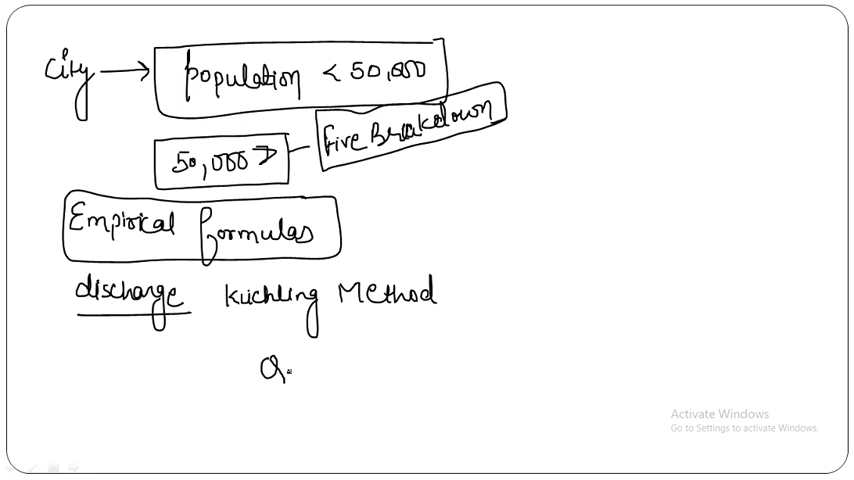 City → population < 50,000
50,000 > - Fire Breakdown
Empirical formulas
discharge Kuchling Method
Q.
Activate Windows
Go to Settings to activate Windows.